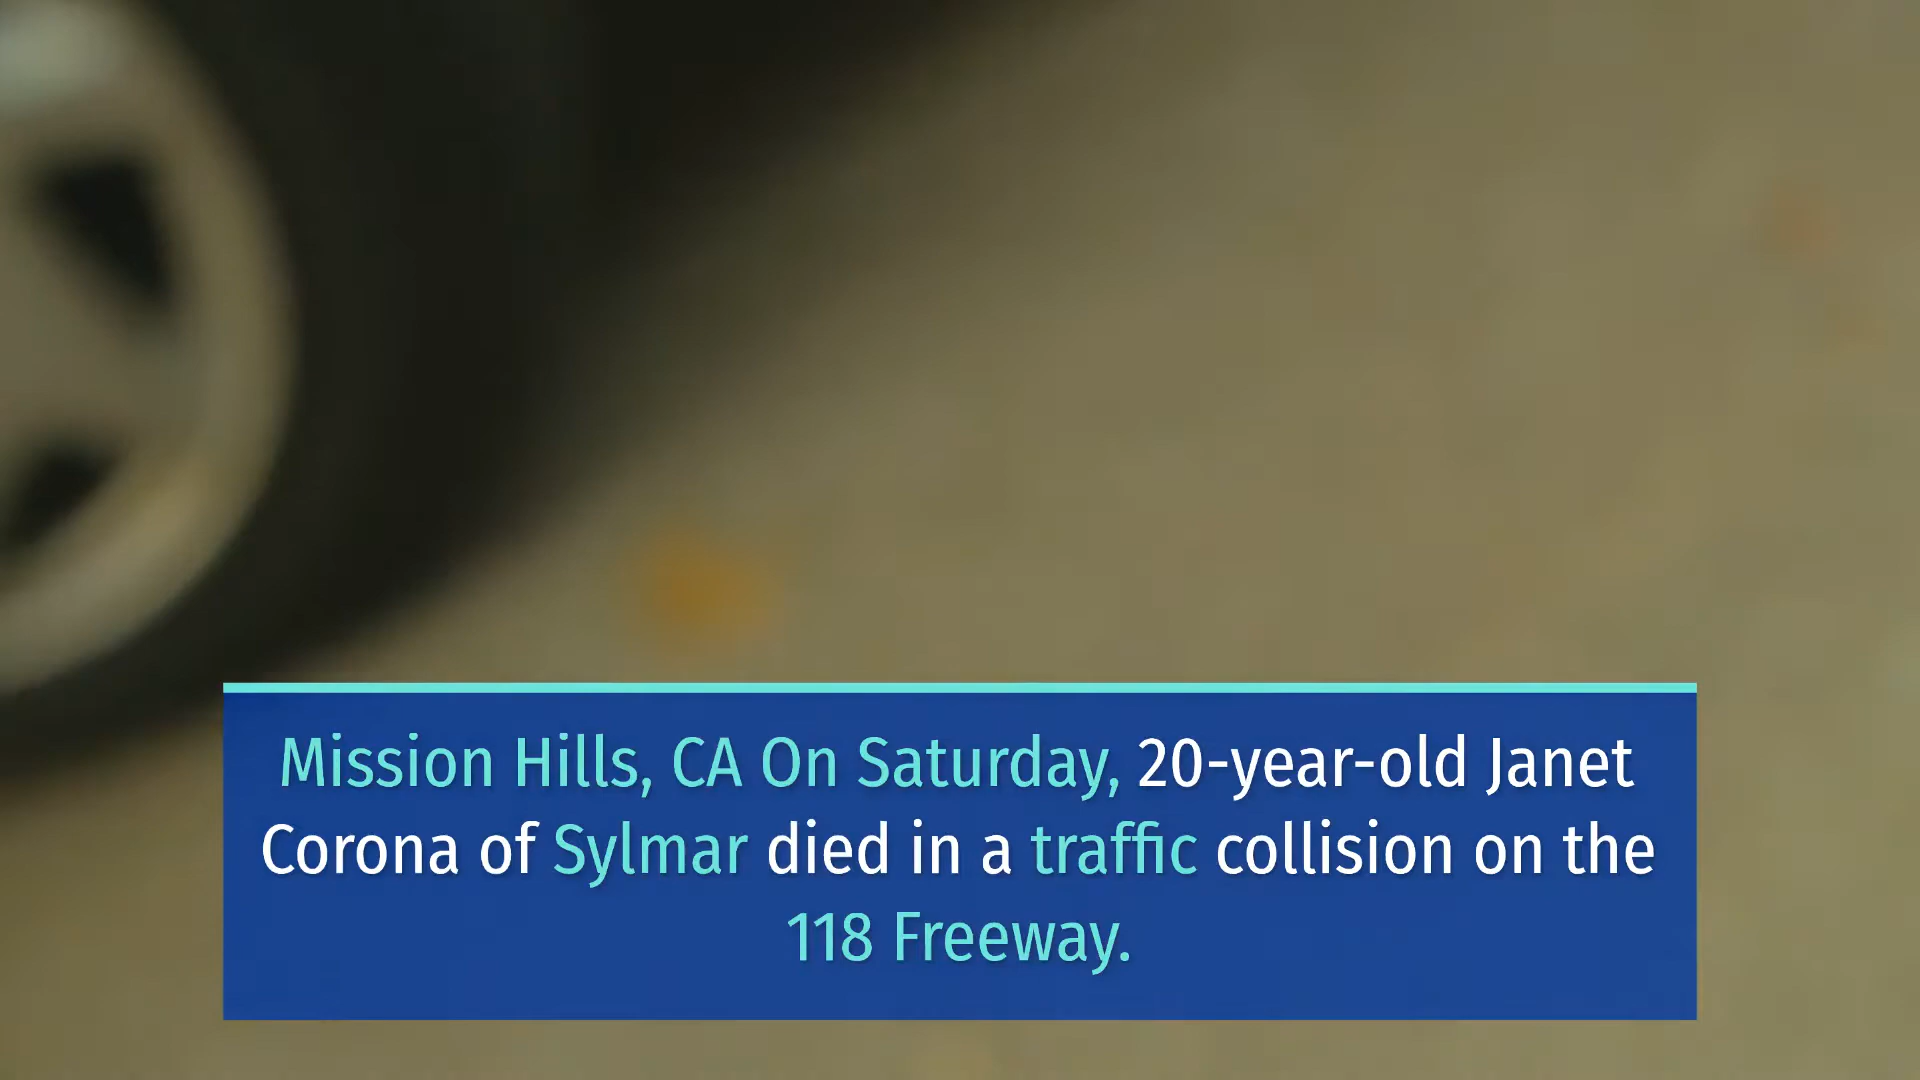 Mission Hills, CA On Saturday, 20-year-old Janet
Corona of Sylmar died in a traffic collision on the
118 Freeway.